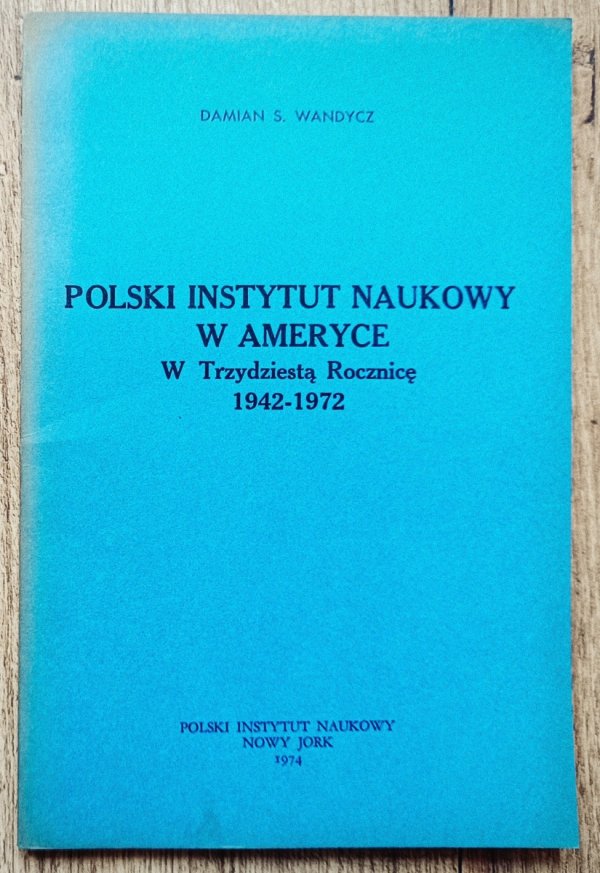 DAMIAN S. WANDYCZ
POLSKI INSTYTUT NAUKOWY
W AMERYCE
W Trzydziestą Rocznicę
1942-1972
POLSKI INSTYTUT NAUKOWY
NOWY JORK
1974